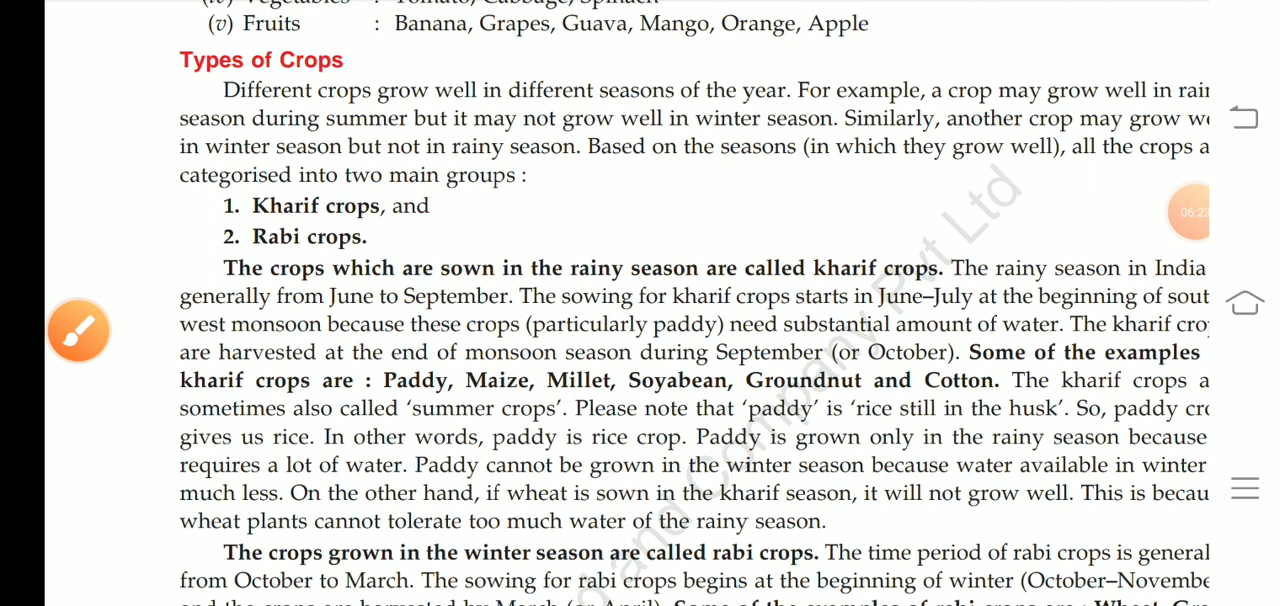 (iv) Vegetables : Tomato, Cabbage, Spinach
(v) Fruits : Banana, Grapes, Guava, Mango, Orange, Apple
Types of Crops
Different crops grow well in different seasons of the year. For example, a crop may grow well in
season during summer but it may not grow well in winter season. Similarly, another crop may grow
in winter season but not in rainy season. Based on the seasons (in which they grow well), all the crops
categorised into two main groups :
1. Kharif crops, and
2. Rabi crops.
06:23
The crops which are sown in the rainy season are called kharif crops. The rainy season in India
generally from June to September. The sowing for kharif crops starts in June–July at the beginning of
west monsoon because these crops (particularly paddy) need substantial amount of water. The kharif
are harvested at the end of monsoon season during September (or October). Some of the examples
kharif crops are : Paddy, Maize, Millet, Soyabean, Groundnut and Cotton. The kharif crops
sometimes also called ‘summer crops’. Please note that ‘paddy’ is ‘rice still in the husk’. So, paddy
gives us rice. In other words, paddy is rice crop. Paddy is grown only in the rainy season because
requires a lot of water. Paddy cannot be grown in the winter season because water available in winter
much less. On the other hand, if wheat is sown in the kharif season, it will not grow well. This is
wheat plants cannot tolerate too much water of the rainy season.
The crops grown in the winter season are called rabi crops. The time period of rabi crops is
from October to March. The sowing for rabi crops begins at the beginning of winter
and Company Pvt Ltd